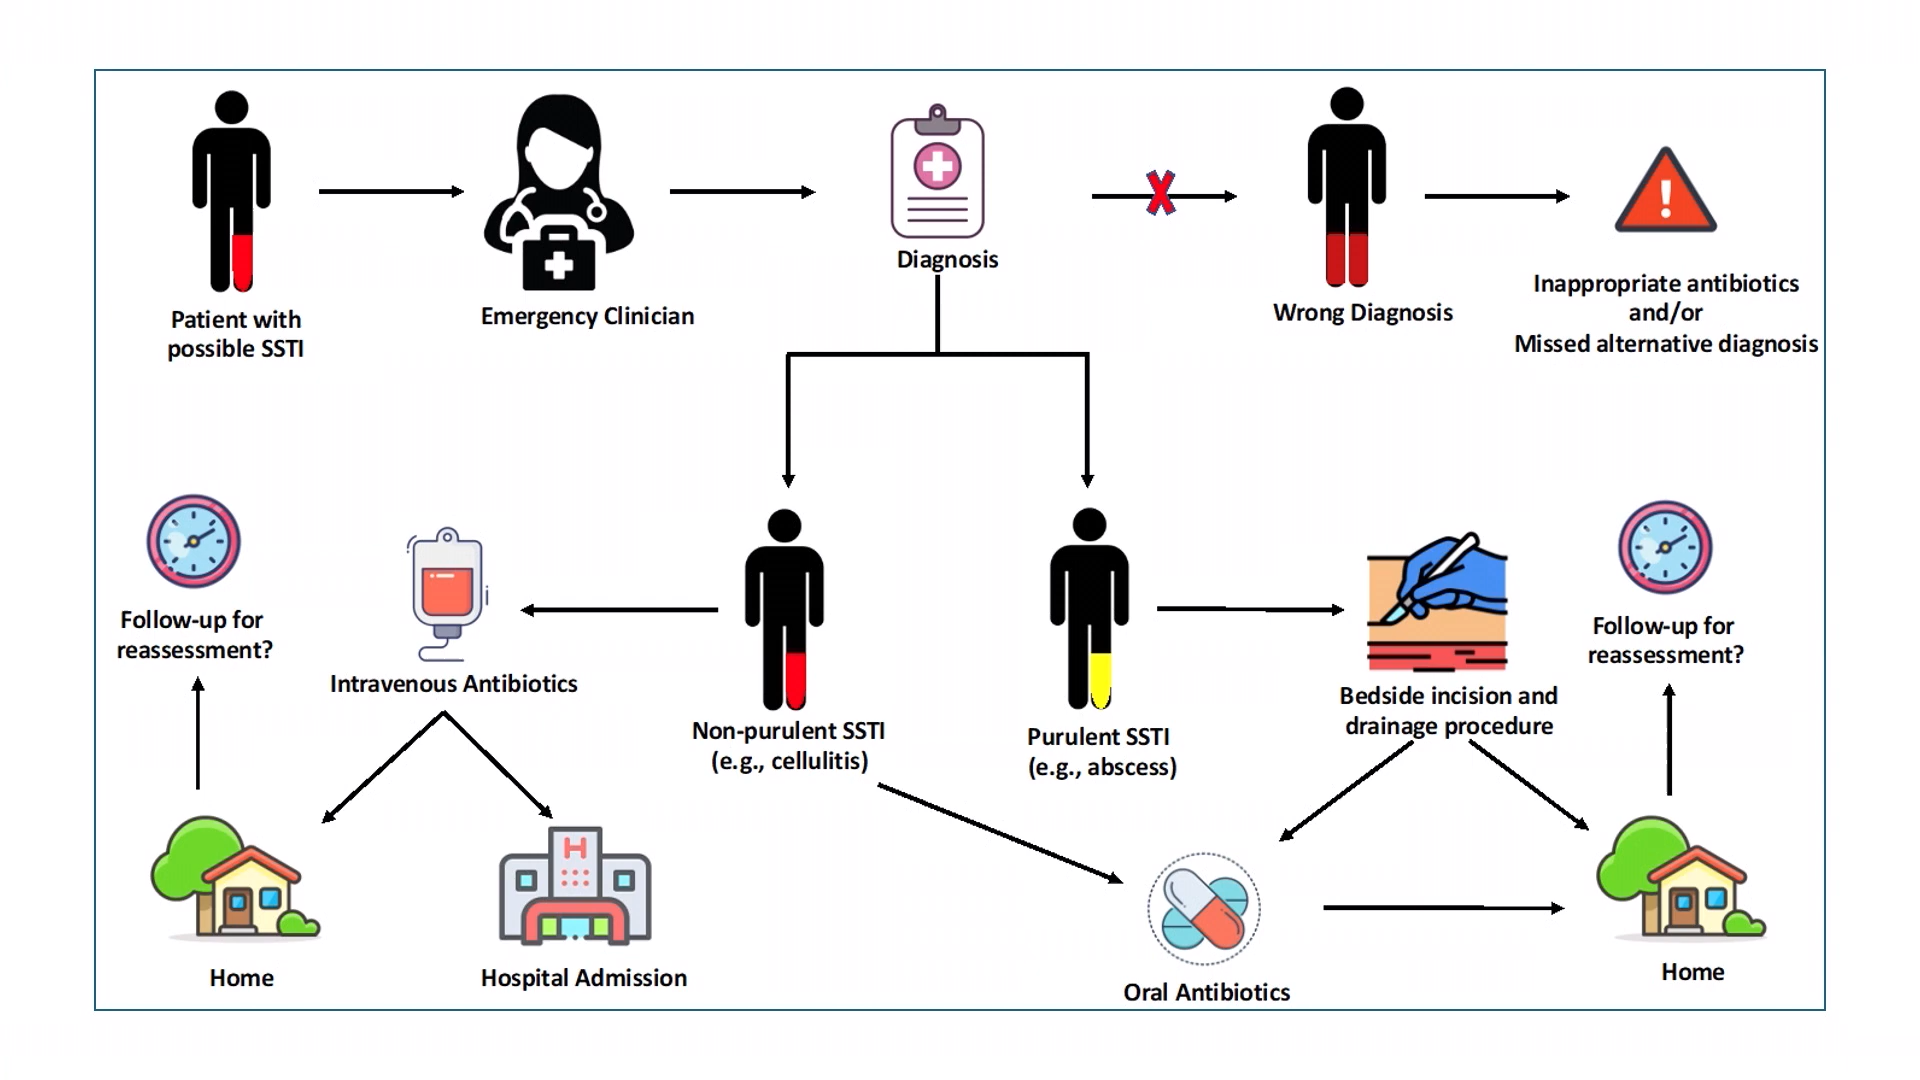 Diagnosis
Patient with
possible SSTI
Emergency Clinician
Wrong Diagnosis
Inappropriate antibiotics
and/or
Missed alternative diagnosis
Follow-up for
reassessment?
Intravenous Antibiotics
Non-purulent SSTI
(e.g., cellulitis)
Purulent SSTI
(e.g., abscess)
Bedside incision and
drainage procedure
Follow-up for
reassessment?
Home
H
Hospital Admission
Oral Antibiotics
Home